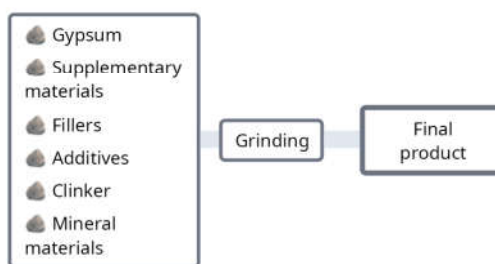 Gypsum
Supplementary
materials
Fillers
Additives
Clinker
Mineral
materials
Grinding
Final
product